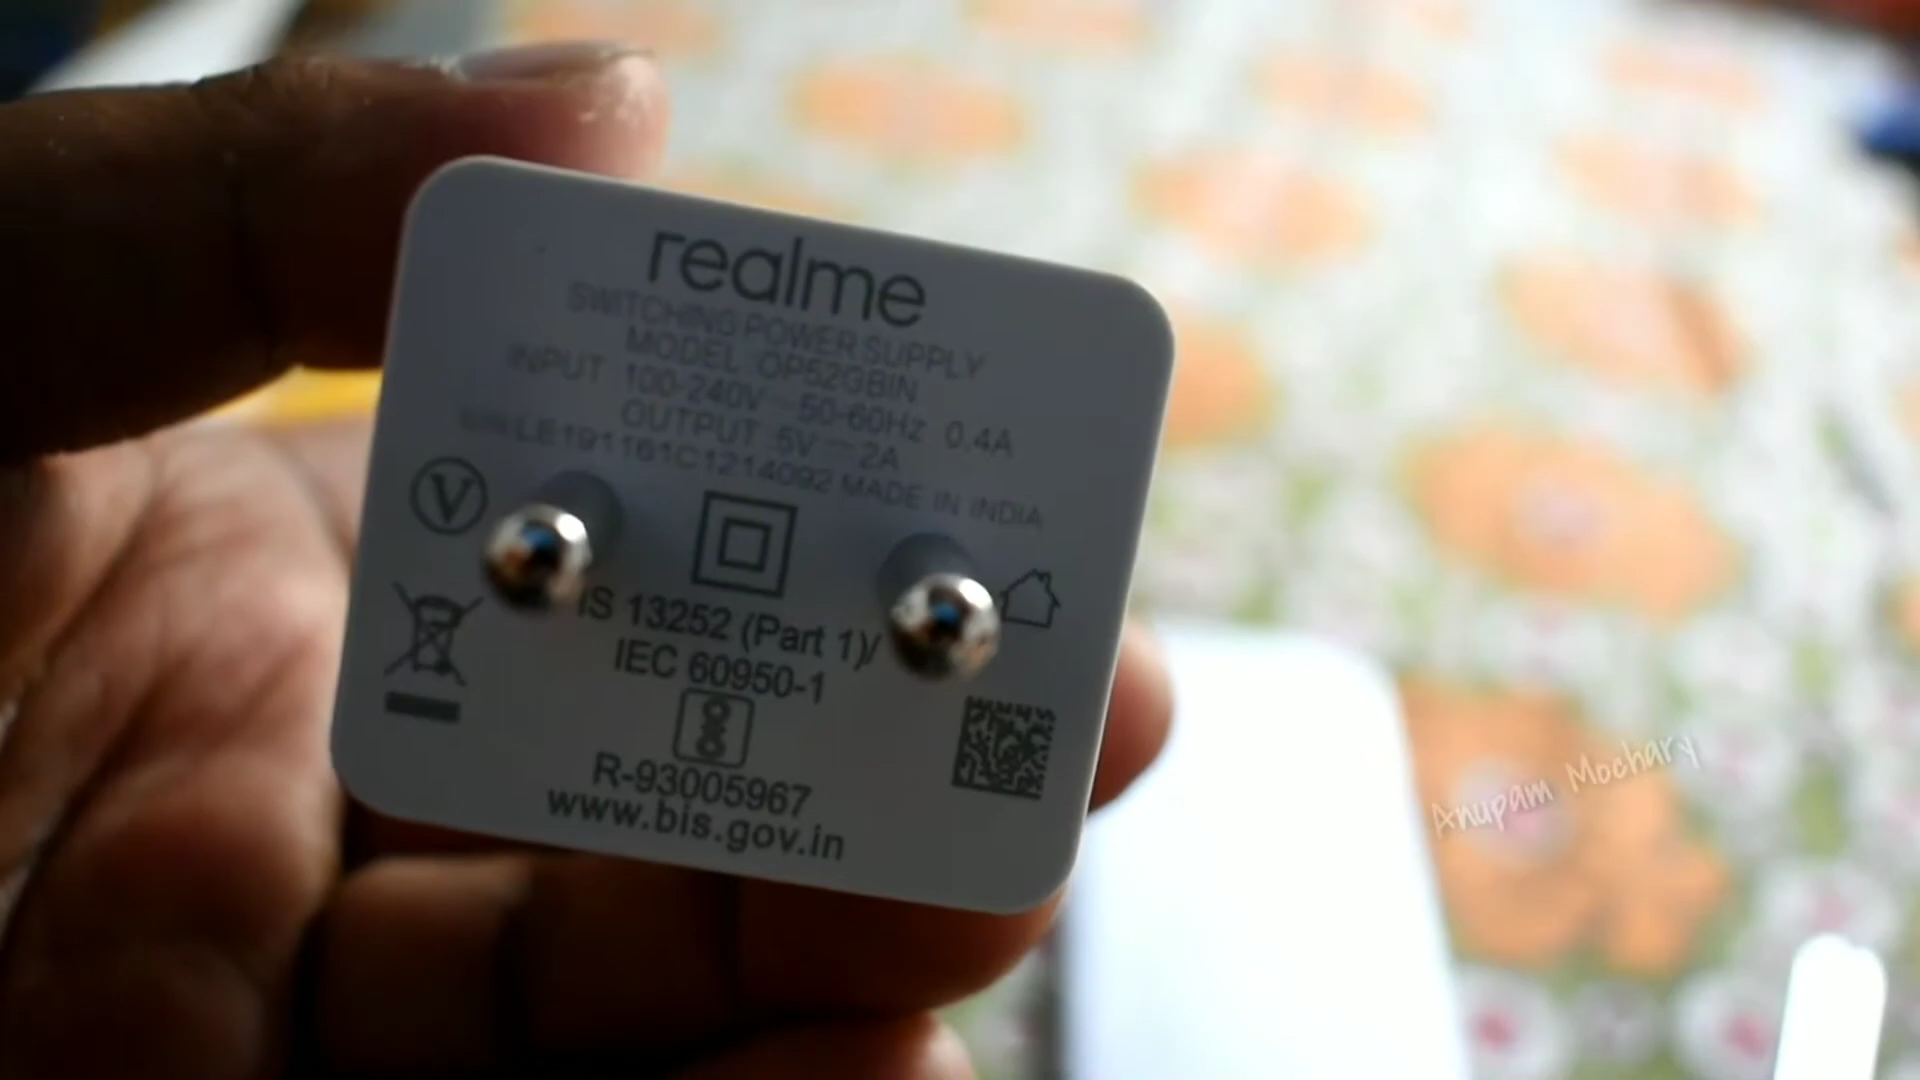 realme
SWITCHING POWER SUPPLY
MODEL OP52GBIN
INPUT 100-240V~50-60Hz 0.4A
OUTPUT 5V⎓2A
LE191161C1214092 MADE IN INDIA
V
IS 13252 (Part 1)/
IEC 60950-1
R-93005967
www.bis.gov.in
Anupam Mochary